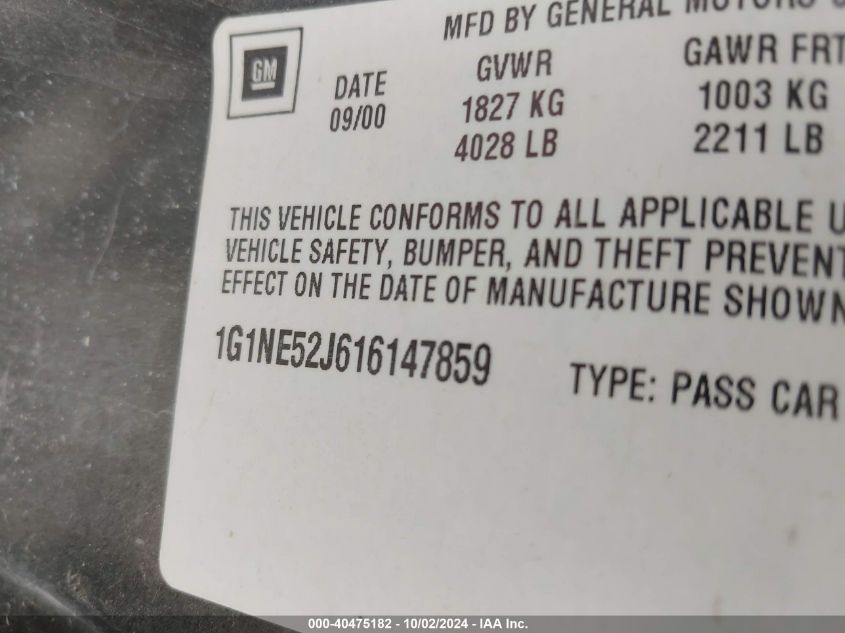 MFD BY GENERAL MOTORS
GM
DATE
09/00
GVWR
1827 KG
4028 LB
GAWR FRT
1003 KG
2211 LB
THIS VEHICLE CONFORMS TO ALL APPLICABLE U
VEHICLE SAFETY, BUMPER, AND THEFT PREVENT
EFFECT ON THE DATE OF MANUFACTURE SHOWN
1G1NE52J616147859
TYPE: PASS CAR
000-40475182 - 10/02/2024 - IAA Inc.